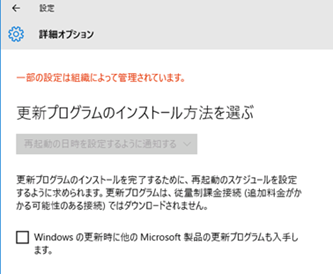 設定
詳細オプション
一部の設定は組織によって管理されています。
更新プログラムのインストール方法を選ぶ
再起動の日時を設定するように通知する
更新プログラムのインストールを完了するために、再起動のスケジュールを設定
するように求められます。更新プログラムは、従量制課金接続 (追加料金がか
かる可能性のある接続) ではダウンロードされません。
Windows の更新時に他の Microsoft 製品の更新プログラムも入手しま
す。